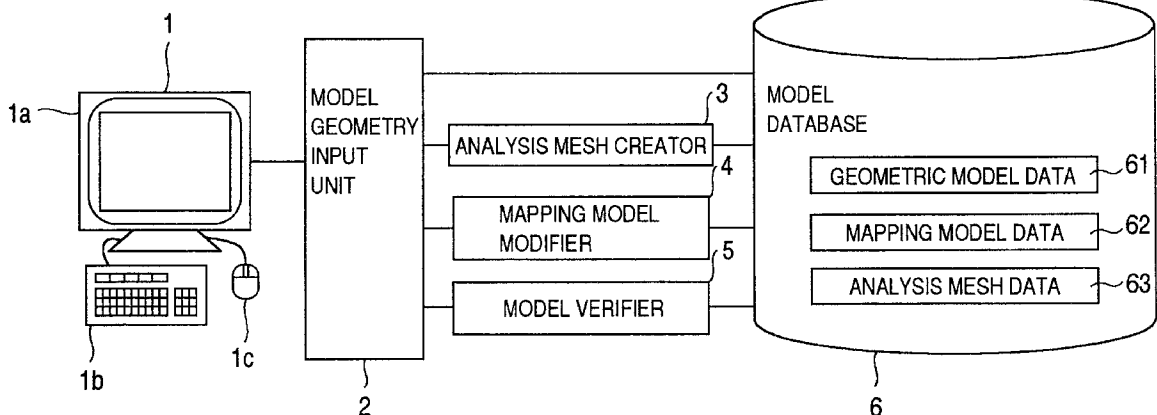 1
1a
1b
1c
MODEL
GEOMETRY
INPUT
UNIT
2
3
ANALYSIS MESH CREATOR
4
MAPPING MODEL
MODIFIER
5
MODEL VERIFIER
MODEL
DATABASE
GEOMETRIC MODEL DATA
61
MAPPING MODEL DATA
62
ANALYSIS MESH DATA
63
6